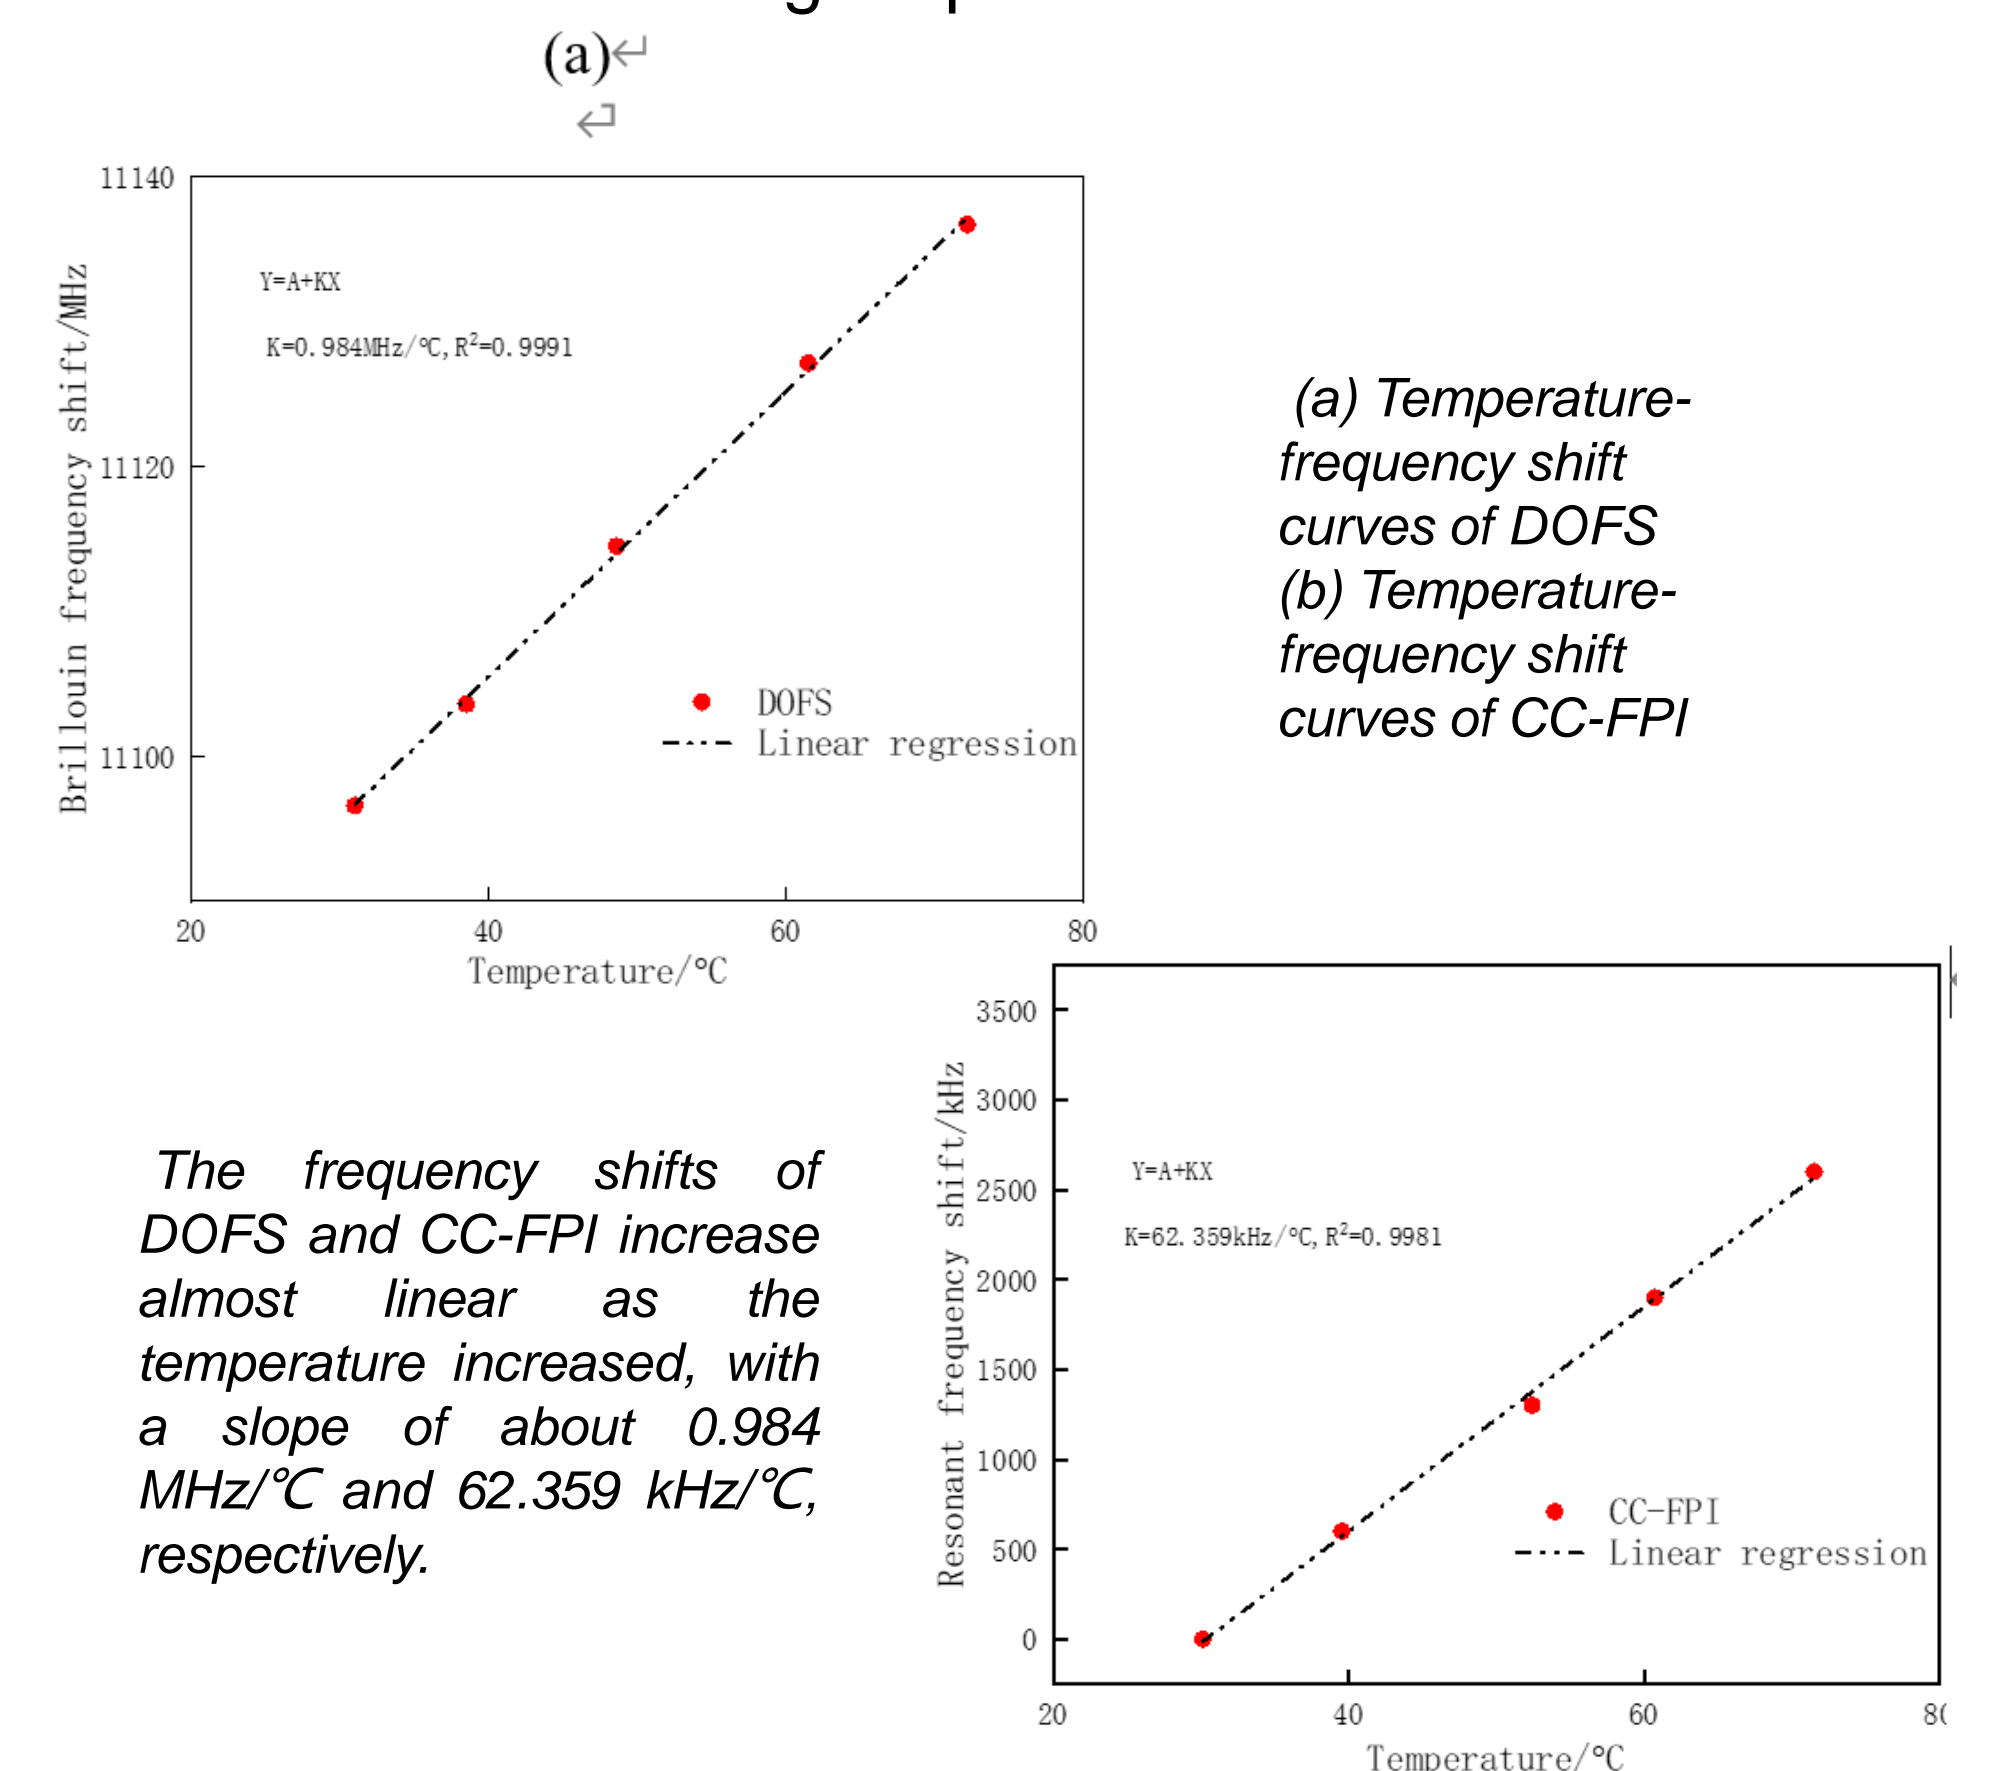 (a)↵
↵
11140
Y=A+KX
K=0.984MHz/℃,R²=0.9991
Brillouin frequency shift/MHz
11120
DOFS
Linear regression
11100
20 40 60 80
Temperature/℃
(a) Temperature-
frequency shift
curves of DOFS
(b) Temperature-
frequency shift
curves of CC-FPI
The frequency shifts of
DOFS and CC-FPI increase
almost linear as the
temperature increased, with
a slope of about 0.984
MHz/℃ and 62.359 kHz/℃,
respectively.
3500
3000
Y=A+KX
2500
K=62.359kHz/℃,R²=0.9981
Resonant frequency shift/kHz
2000
1500
1000
CC-FPI
500
Linear regression
0
20 40 60
Temperature/℃